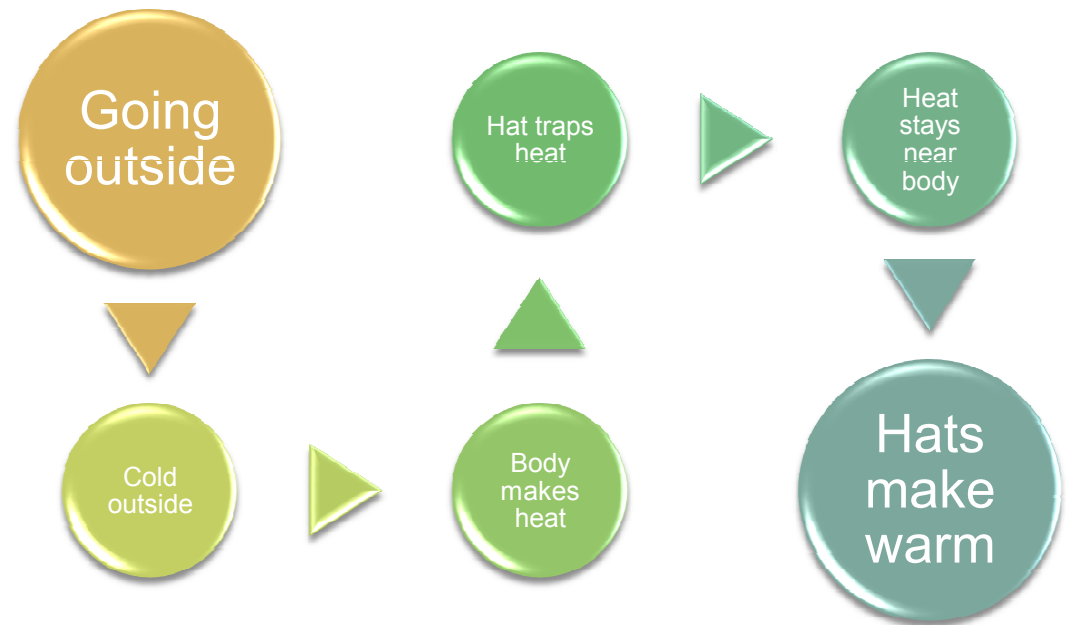 Going
outside
Cold
outside
Body
makes
heat
Hat traps
heat
Heat
stays
near
body
Hats
make
warm